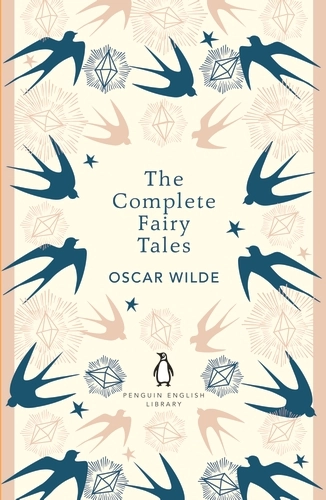 The
Complete
Fairy
Tales
OSCAR WILDE
PENGUIN ENGLISH
LIBRARY